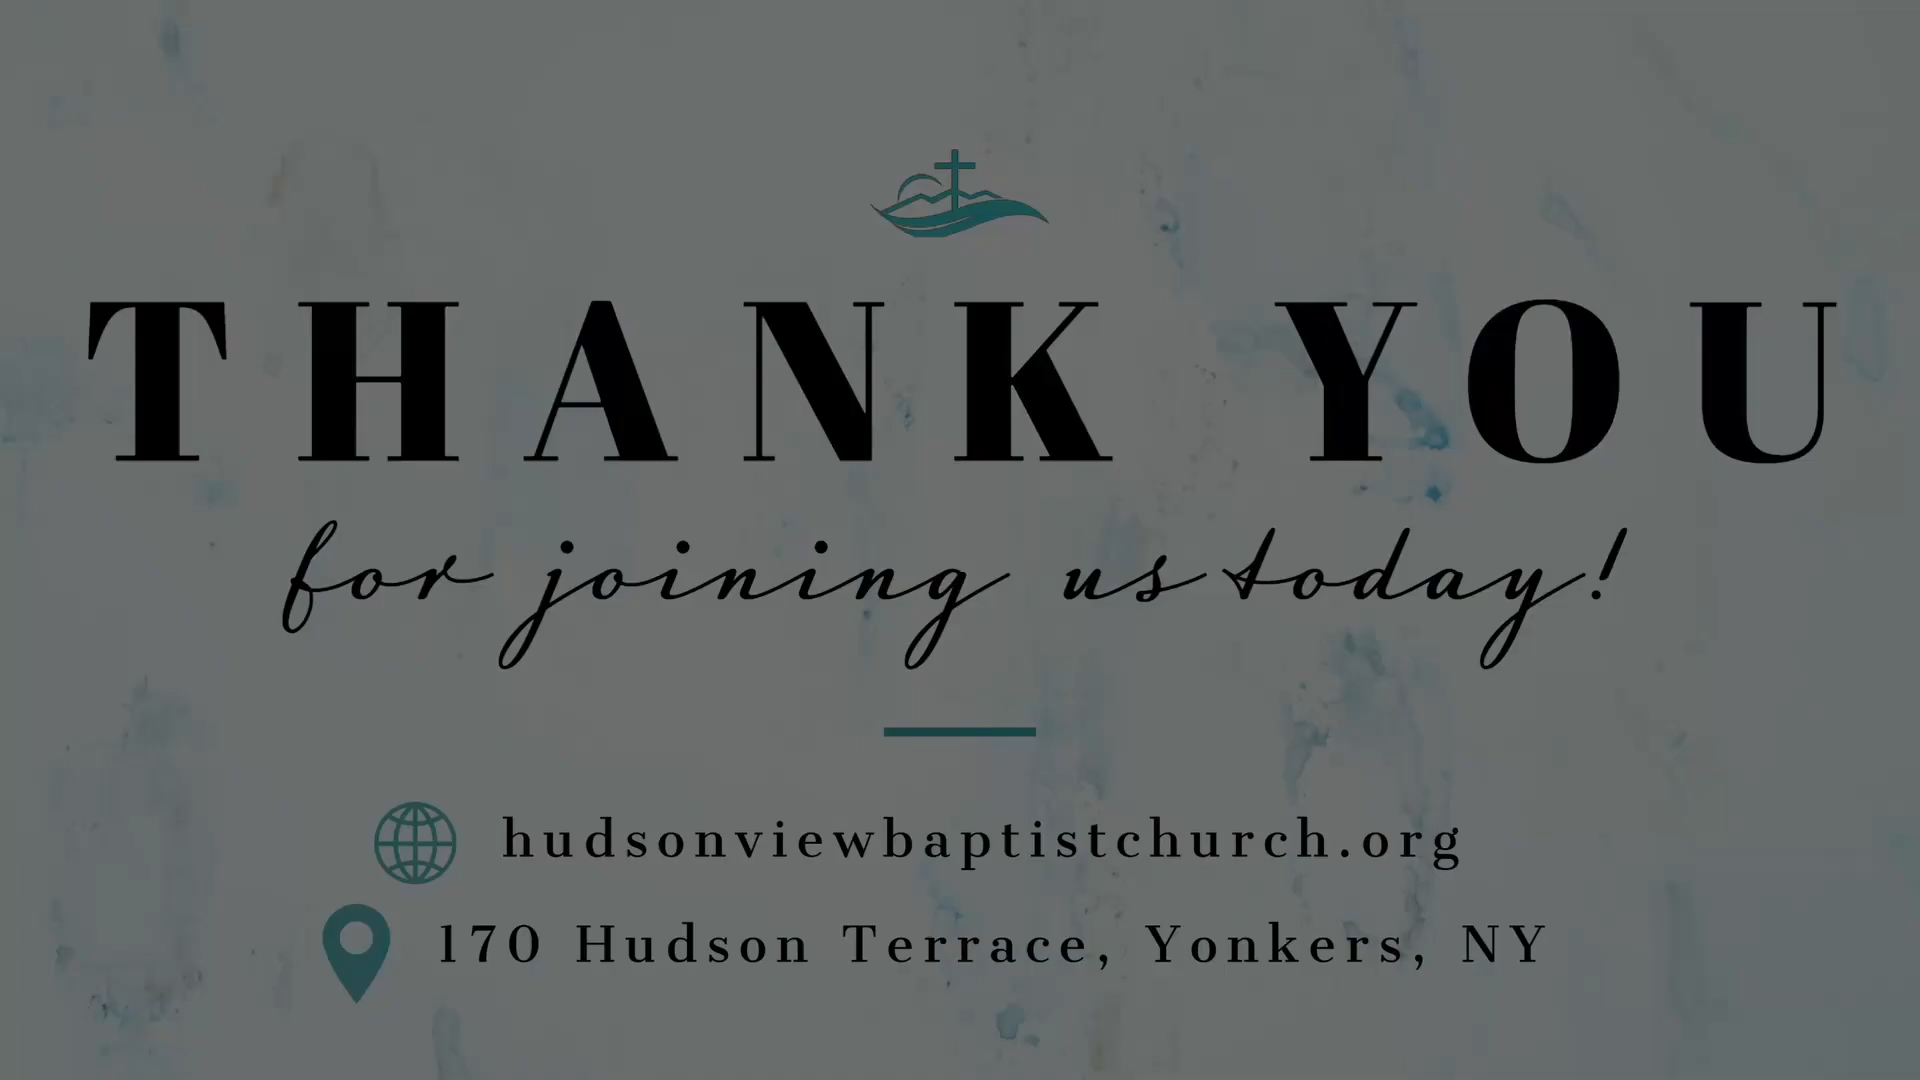 THANK YOU
for joining us today!
hudsonviewbaptistchurch.org
170 Hudson Terrace, Yonkers, NY